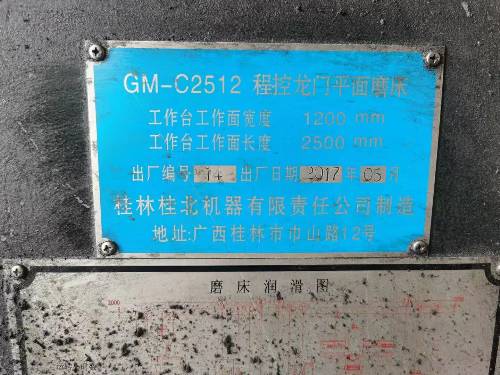 GM-C2512 程控龙门平面磨床
工作台工作面宽度 1200 mm
工作台工作面长度 2500 mm
出厂编号 14 出厂日期 2017 年 05 月
桂林桂北机器有限责任公司制造
地址:广西桂林市巾山路12号
磨床润滑图